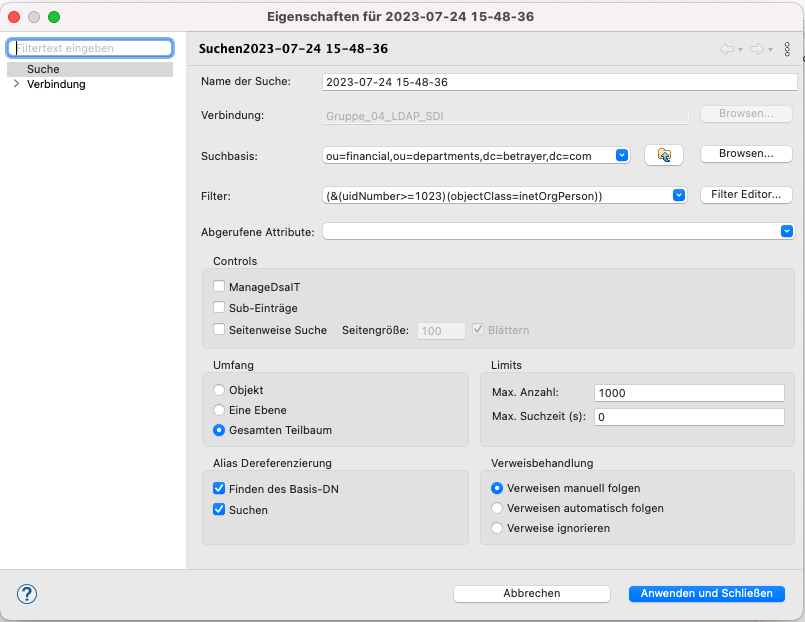 Eigenschaften für 2023-07-24 15-48-36
Filtertext eingeben
Suche
Verbindung
Suchen2023-07-24 15-48-36
Name der Suche: 2023-07-24 15-48-36
Verbindung: Gruppe_04_LDAP_SDI Browsen...
Suchbasis: ou=financial,ou=departments,dc=betrayer,dc=com Browsen...
Filter: (&(uidNumber>=1023)(objectClass=inetOrgPerson)) Filter Editor...
Abgerufene Attribute:
Controls
ManageDsaIT
Sub-Einträge
Seitenweise Suche Seitengröße: 100 Blättern
Umfang
Objekt
Eine Ebene
Gesamten Teilbaum
Limits
Max. Anzahl: 1000
Max. Suchzeit (s): 0
Alias Dereferenzierung
Finden des Basis-DN
Suchen
Verweisbehandlung
Verweisen manuell folgen
Verweisen automatisch folgen
Verweise ignorieren
?
Abbrechen Anwenden und Schließen